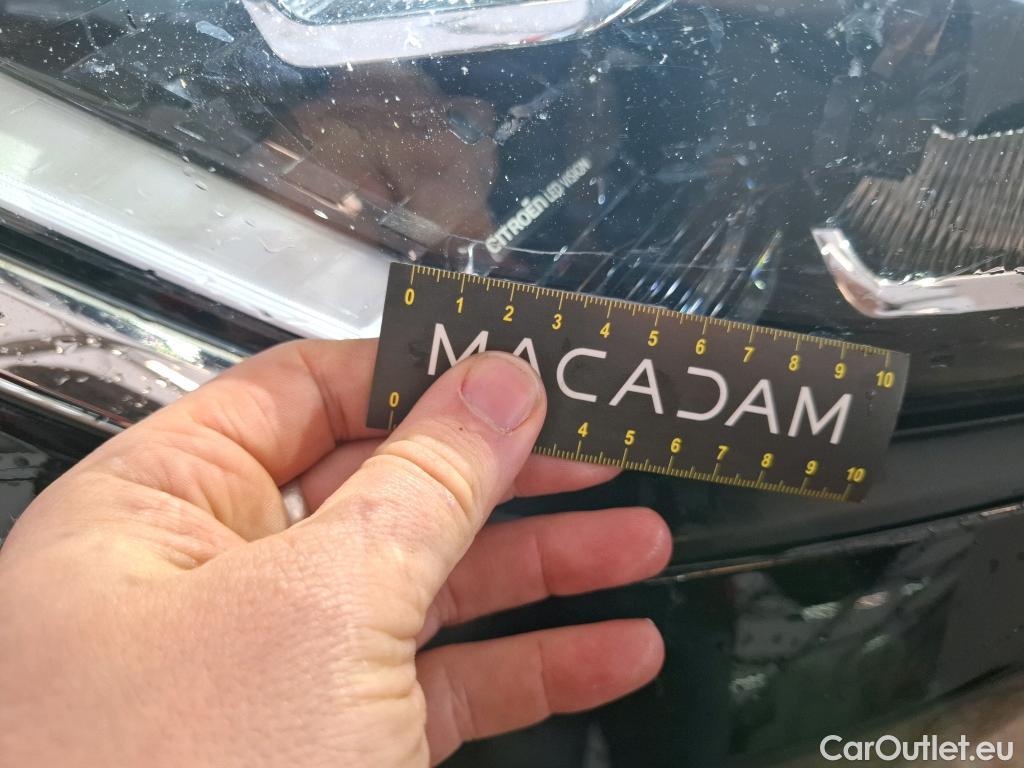 CITROËN LED VISION
0 1 2 3 4 5 6 7 8 9 10
MACADAM
0 4 5 6 7 8 9 10
CarOutlet.eu